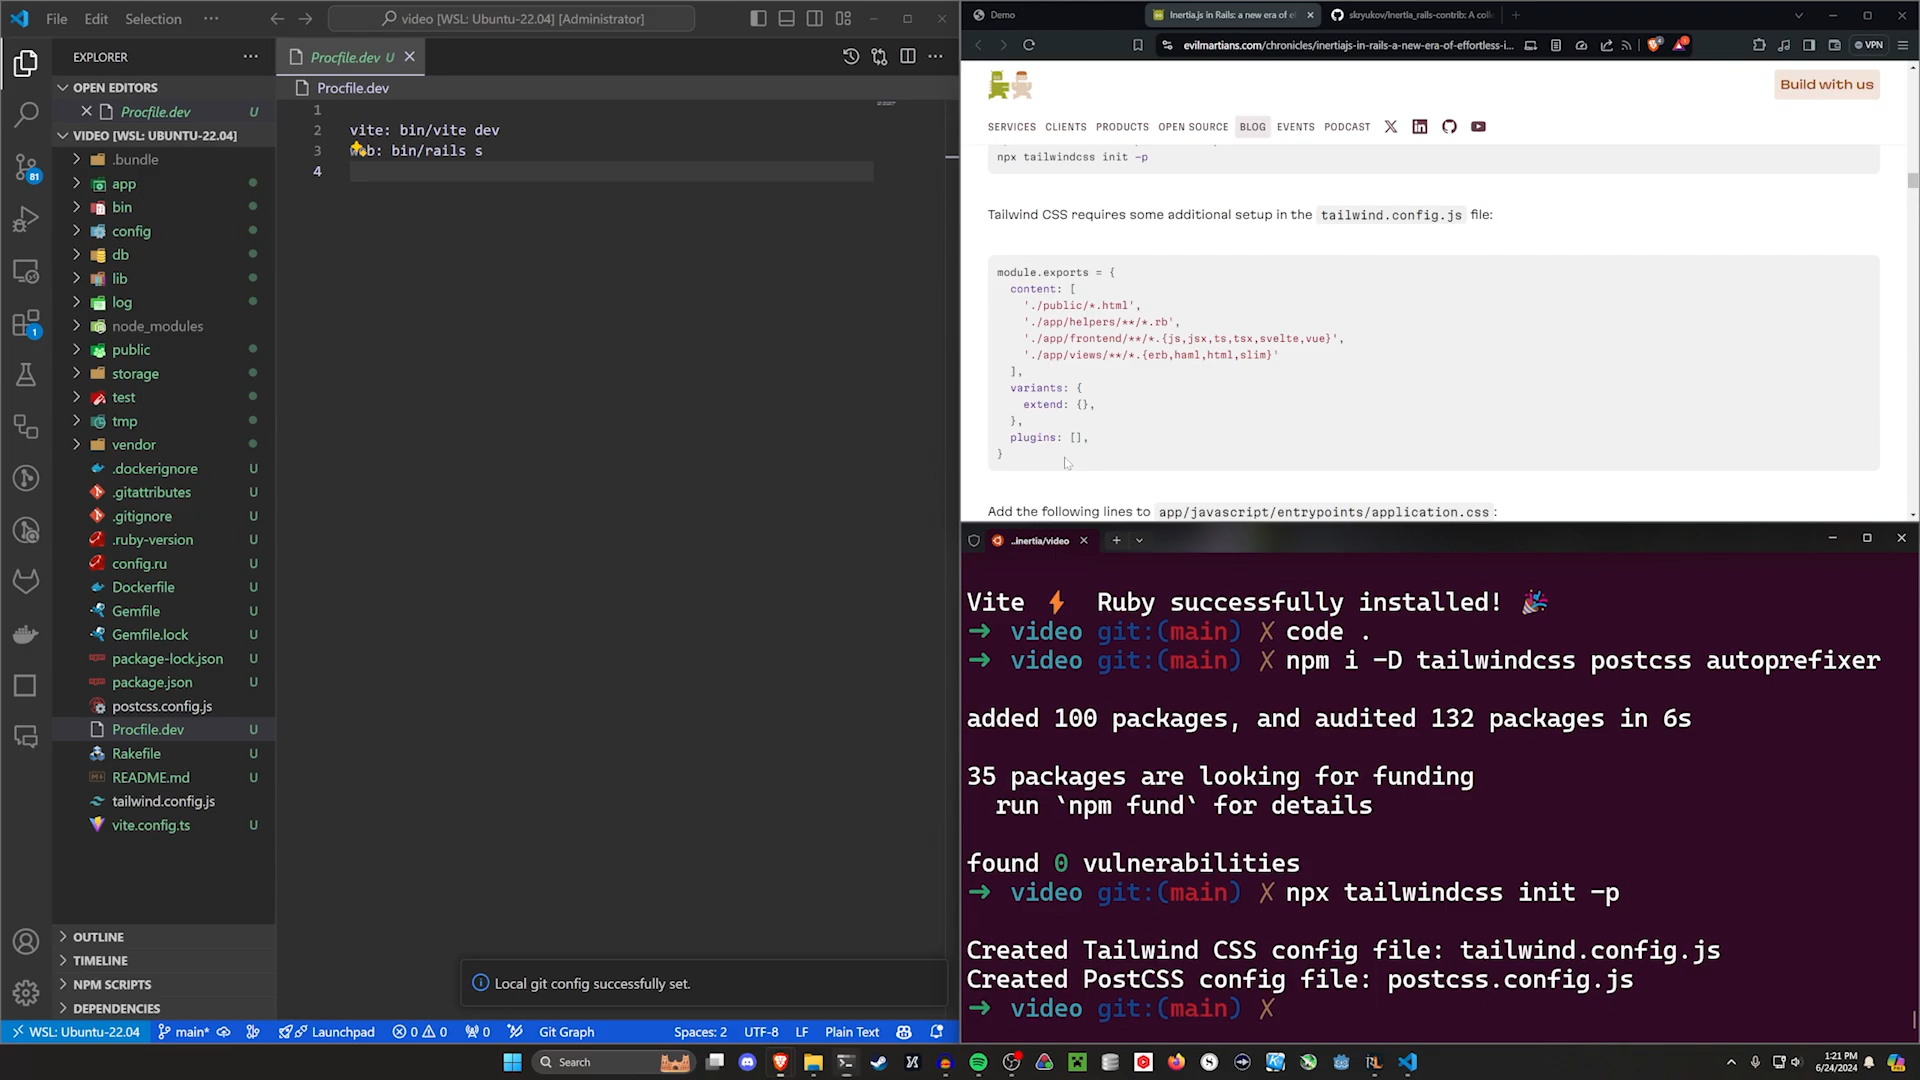 File Edit Selection ···
video [WSL: Ubuntu-22.04] [Administrator]
EXPLORER
OPEN EDITORS
Procfile.dev U
VIDEO [WSL: UBUNTU-22.04]
.bundle
app
bin
config
db
lib
log
node_modules
public
storage
test
tmp
vendor
.dockerignore U
.gitattributes U
.gitignore U
.ruby-version U
config.ru U
Dockerfile U
Gemfile U
Gemfile.lock U
package-lock.json U
package.json U
postcss.config.js
Procfile.dev U
Rakefile U
README.md U
tailwind.config.js
vite.config.ts U
OUTLINE
TIMELINE
NPM SCRIPTS
DEPENDENCIES
81
1
Procfile.dev U
Procfile.dev
1
2 vite: bin/vite dev
3 web: bin/rails s
4
Local git config successfully set.
WSL: Ubuntu-22.04 main* Launchpad 0 0 0 Git Graph Spaces: 2 UTF-8 LF Plain Text
Demo
Inertia.js in Rails: a new era of ef
skryukov/inertia_rails-contrib: A coll
evilmartians.com/chronicles/inertiajs-in-rails-a-new-era-of-effortless-i...
VPN
Build with us
SERVICES CLIENTS PRODUCTS OPEN SOURCE BLOG EVENTS PODCAST
npx tailwindcss init -p
Tailwind CSS requires some additional setup in the tailwind.config.js file:
module.exports = {
content: [
'./public/*.html',
'./app/helpers/**/*.rb',
'./app/frontend/**/*.{js,jsx,ts,tsx,svelte,vue}',
'./app/views/**/*.{erb,haml,html,slim}'
],
variants: {
extend: {},
},
plugins: [],
}
Add the following lines to app/javascript/entrypoints/application.css:
..inertia/video
Vite ⚡ Ruby successfully installed! 🎉
→ video git:(main) ✗ code .
→ video git:(main) ✗ npm i -D tailwindcss postcss autoprefixer
added 100 packages, and audited 132 packages in 6s
35 packages are looking for funding
run `npm fund` for details
found 0 vulnerabilities
→ video git:(main) ✗ npx tailwindcss init -p
Created Tailwind CSS config file: tailwind.config.js
Created PostCSS config file: postcss.config.js
→ video git:(main) ✗
Search
1:21 PM
6/24/2024